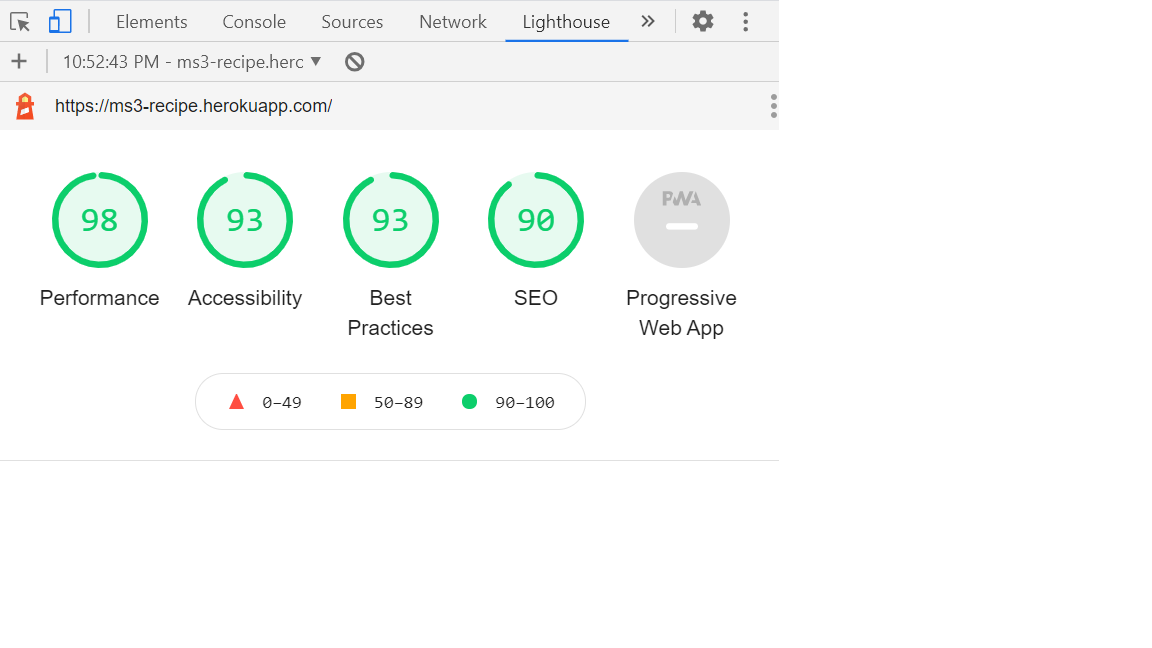 Elements Console Sources Network Lighthouse
10:52:43 PM - ms3-recipe.herc
https://ms3-recipe.herokuapp.com/
98 93 93 90 PWA
Performance Accessibility Best SEO Progressive
Practices Web App
0–49 50–89 90–100